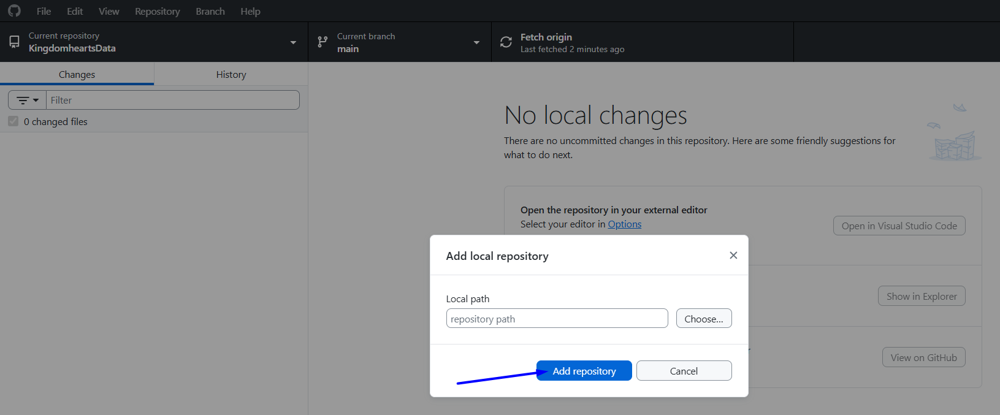 File Edit View Repository Branch Help
Current repository
KingdomheartsData
Current branch
main
Fetch origin
Last fetched 2 minutes ago
Changes
History
Filter
0 changed files
No local changes
There are no uncommitted changes in this repository. Here are some friendly suggestions for
what to do next.
Open the repository in your external editor
Select your editor in Options
Open in Visual Studio Code
Show in Explorer
View on GitHub
Add local repository
Local path
repository path
Choose...
Add repository
Cancel